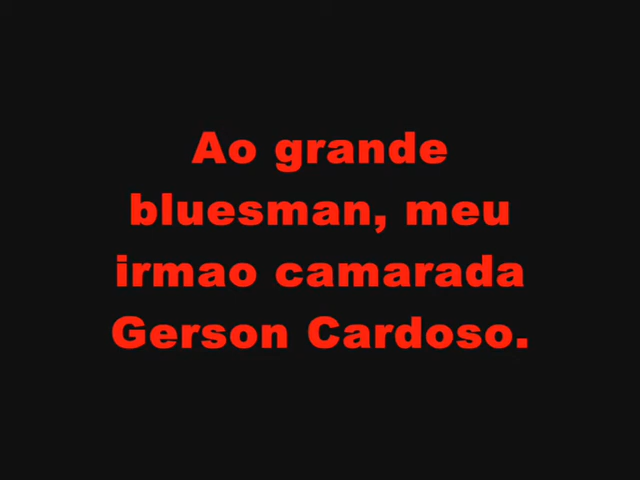 Ao grande
bluesman, meu
irmao camarada
Gerson Cardoso.